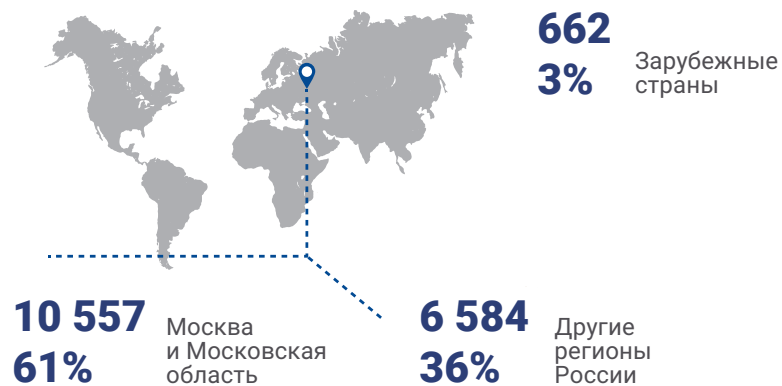 662
3%
Зарубежные
страны
10 557
61%
Москва
и Московская
область
6 584
36%
Другие
регионы
России